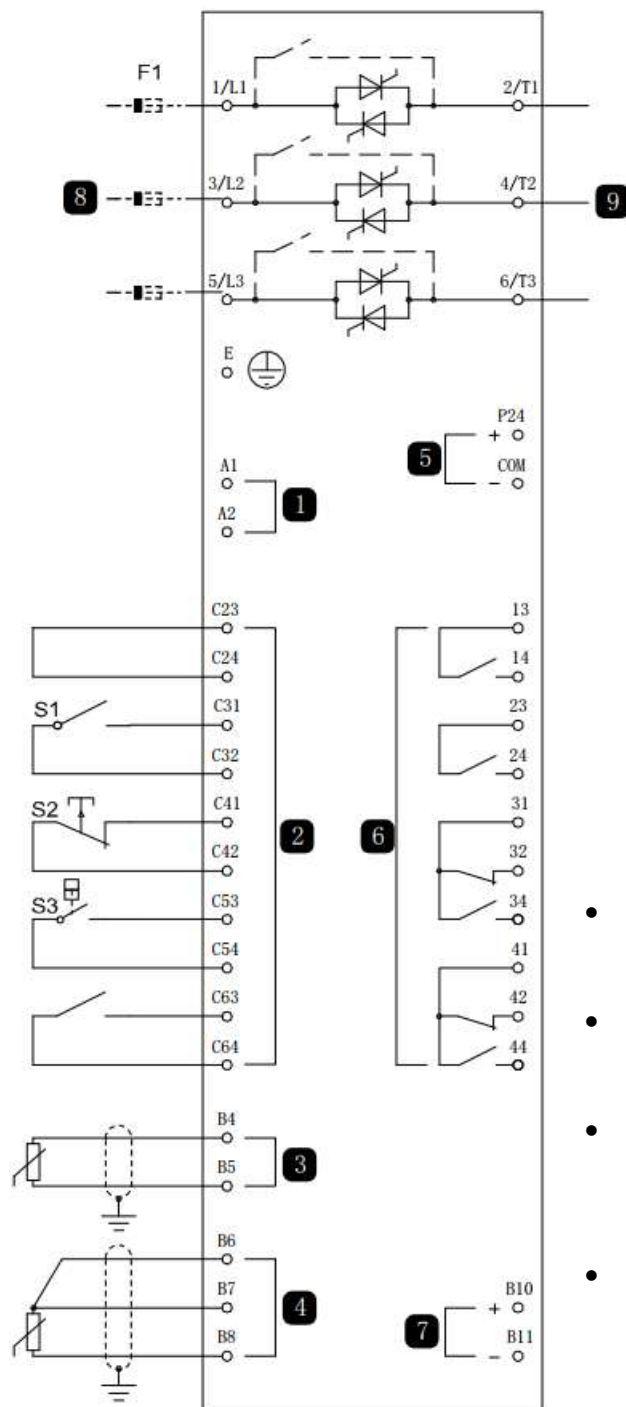 F1
1/L1
2/T1
8
3/L2
4/T2
9
5/L3
6/T3
E
P24
+
5
COM
-
A1
1
A2
C23
13
C24
14
S1
C31
23
C32
24
S2
C41
31
2
6
C42
32
S3
C53
34
C54
41
C63
42
C64
44
B4
3
B5
B6
B7
B10
+
4
7
B8
B11
-